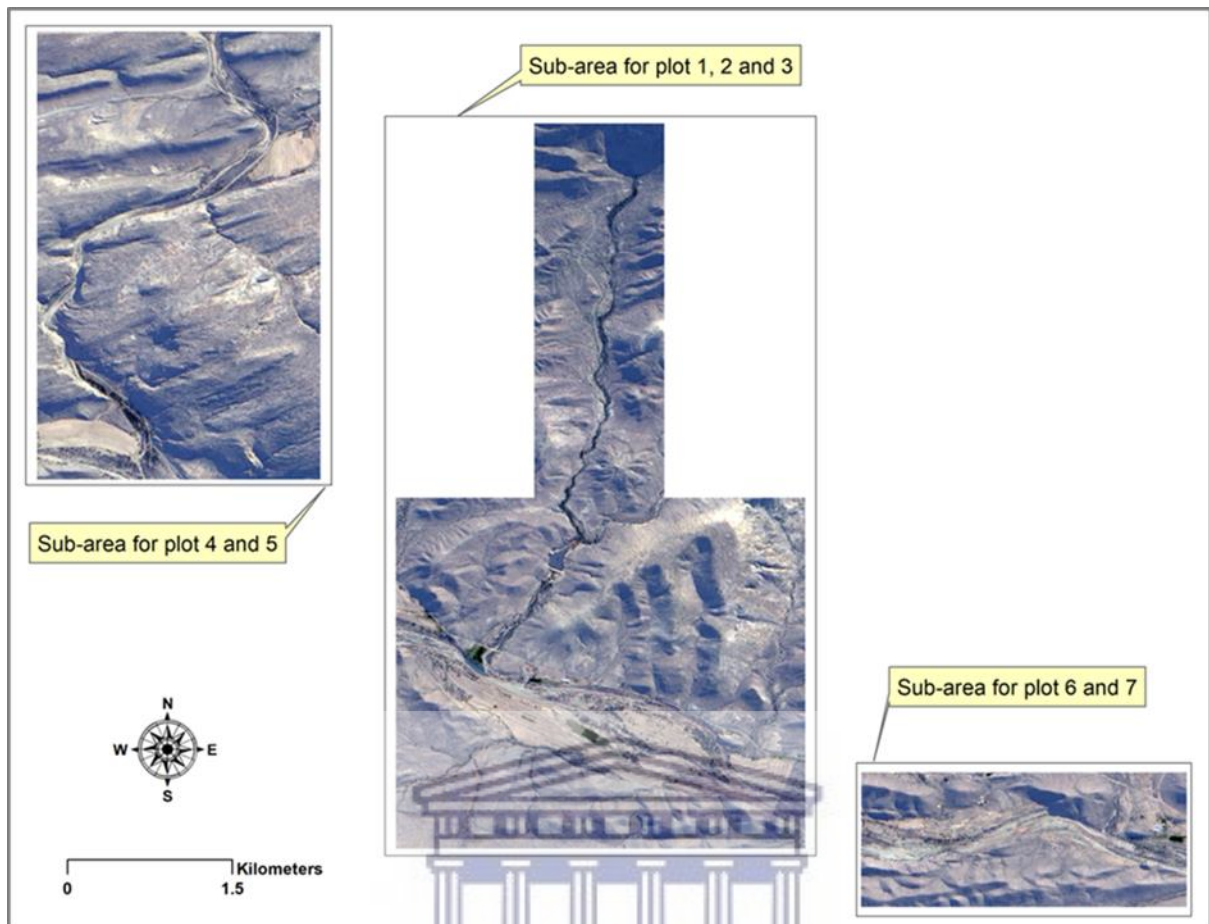 Sub-area for plot 1, 2 and 3
Sub-area for plot 4 and 5
Sub-area for plot 6 and 7
N
W E
S
Kilometers
0 1.5